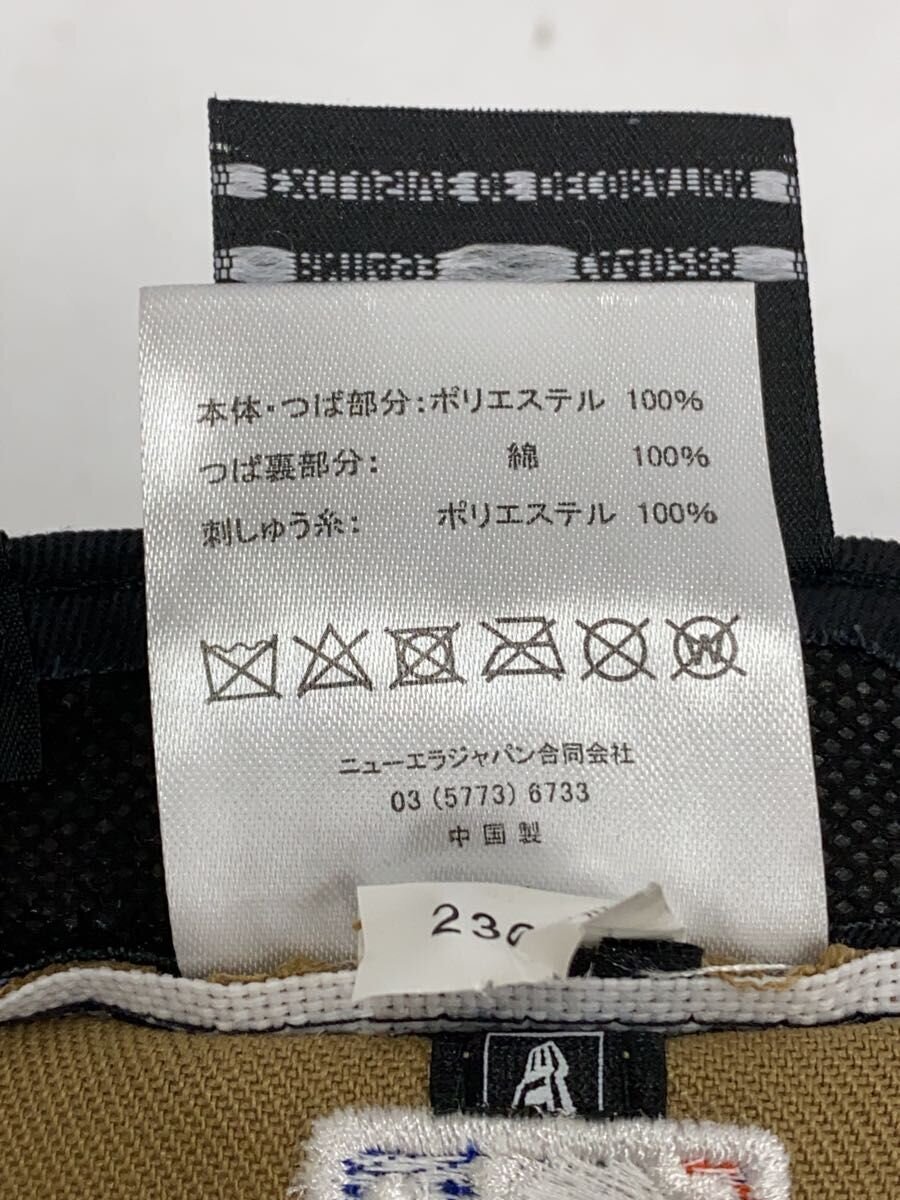 本体・つば部分:ポリエステル 100%
つば裏部分: 綿 100%
刺しゅう糸: ポリエステル 100%
W
ニューエラジャパン合同会社
03 (5773) 6733
中国製